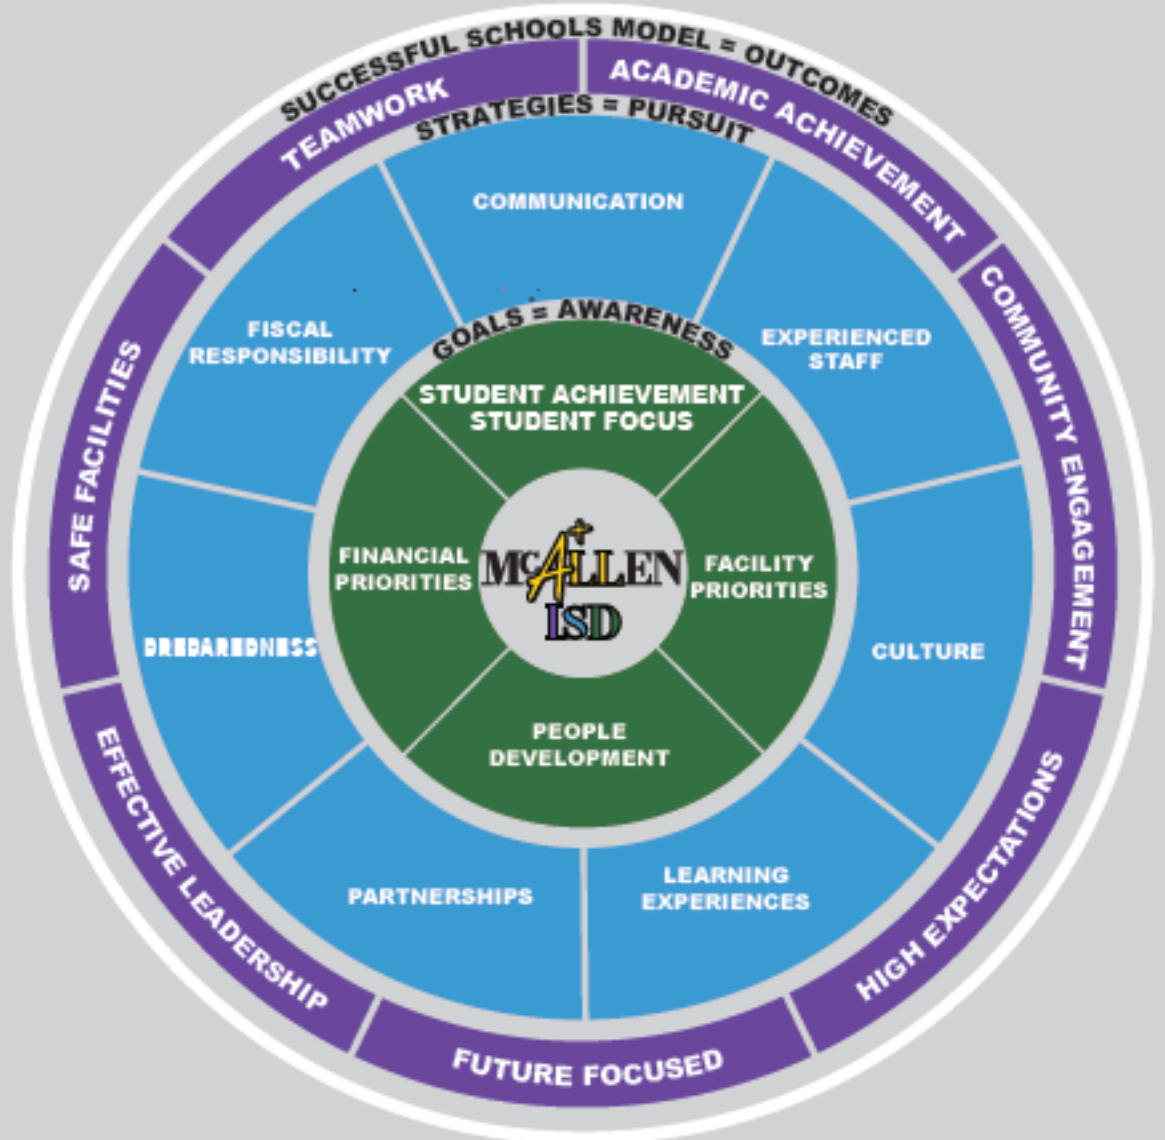 SUCCESSFUL SCHOOLS MODEL = OUTCOMES
TEAMWORK
ACADEMIC ACHIEVEMENT
COMMUNITY ENGAGEMENT
HIGH EXPECTATIONS
FUTURE FOCUSED
EFFECTIVE LEADERSHIP
SAFE FACILITIES
STRATEGIES = PURSUIT
COMMUNICATION
EXPERIENCED
STAFF
CULTURE
LEARNING
EXPERIENCES
PARTNERSHIPS
DREDAREDNESS
FISCAL
RESPONSIBILITY
GOALS = AWARENESS
STUDENT ACHIEVEMENT
STUDENT FOCUS
FACILITY
PRIORITIES
PEOPLE
DEVELOPMENT
FINANCIAL
PRIORITIES
MCALLEN
ISD